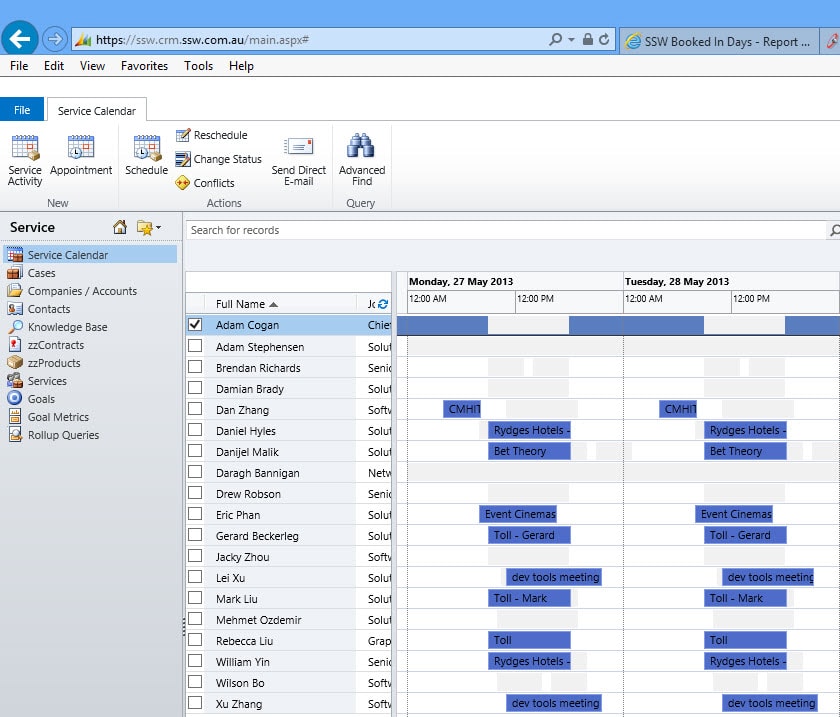 https://ssw.crm.ssw.com.au/main.aspx#
SSW Booked In Days - Report ...
File Edit View Favorites Tools Help
File Service Calendar
Service Activity
Appointment
New
Schedule
Reschedule
Change Status
Conflicts
Send Direct E-mail
Actions
Advanced Find
Query
Service
Service Calendar
Cases
Companies / Accounts
Contacts
Knowledge Base
zzContracts
zzProducts
Services
Goals
Goal Metrics
Rollup Queries
Search for records
Monday, 27 May 2013 Tuesday, 28 May 2013
12:00 AM 12:00 PM 12:00 AM 12:00 PM
Full Name
Adam Cogan Chie
Adam Stephensen Solut
Brendan Richards Senic
Damian Brady Solut
Dan Zhang Softw CMHIT CMHIT
Daniel Hyles Solut Rydges Hotels - Rydges Hotels -
Danijel Malik Solut Bet Theory Bet Theory
Daragh Bannigan Netw
Drew Robson Senic
Eric Phan Solut Event Cinemas Event Cinemas
Gerard Beckerleg Solut Toll - Gerard Toll - Gerard
Jacky Zhou Softw
Lei Xu Solut dev tools meeting dev tools meeting
Mark Liu Solut Toll - Mark Toll - Mark
Mehmet Ozdemir Solut
Rebecca Liu Grap Toll Toll
William Yin Senic Rydges Hotels - Rydges Hotels -
Wilson Bo Softw
Xu Zhang Softw dev tools meeting dev tools meeting